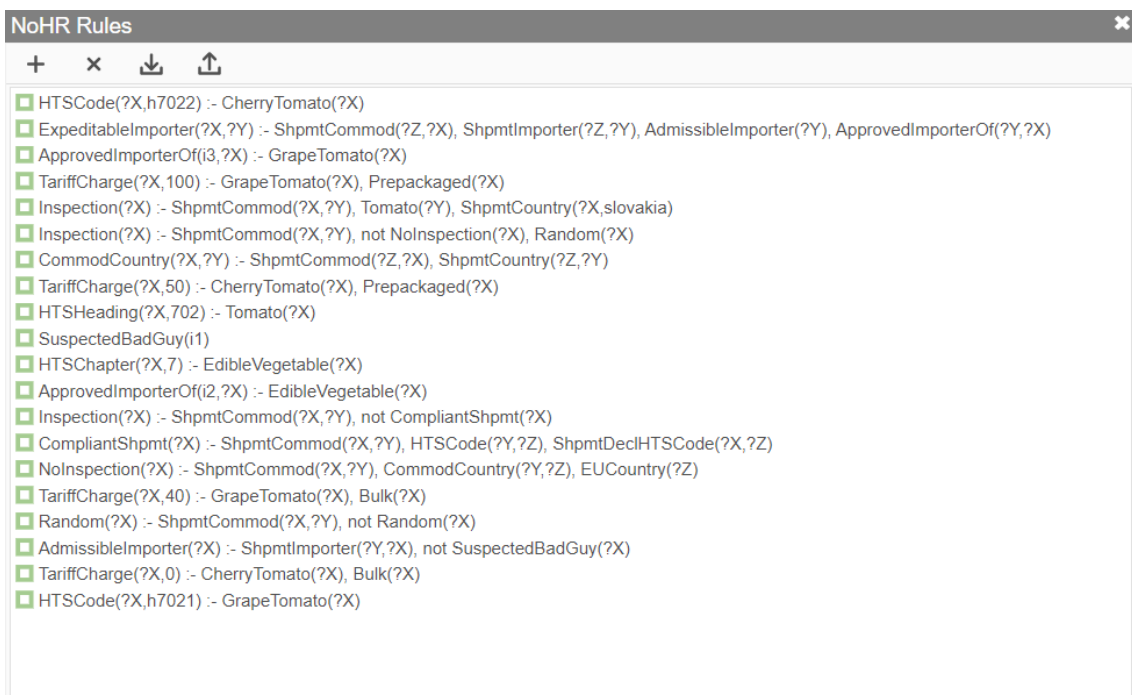 NoHR Rules
HTSCode(?X,h7022) :- CherryTomato(?X)
ExpeditableImporter(?X,?Y) :- ShpmtCommod(?Z,?X), ShpmtImporter(?Z,?Y), AdmissibleImporter(?Y), ApprovedImporterOf(?Y,?X)
ApprovedImporterOf(i3,?X) :- GrapeTomato(?X)
TariffCharge(?X,100) :- GrapeTomato(?X), Prepackaged(?X)
Inspection(?X) :- ShpmtCommod(?X,?Y), Tomato(?Y), ShpmtCountry(?X,slovakia)
Inspection(?X) :- ShpmtCommod(?X,?Y), not NoInspection(?X), Random(?X)
CommodCountry(?X,?Y) :- ShpmtCommod(?Z,?X), ShpmtCountry(?Z,?Y)
TariffCharge(?X,50) :- CherryTomato(?X), Prepackaged(?X)
HTSHeading(?X,702) :- Tomato(?X)
SuspectedBadGuy(i1)
HTSChapter(?X,7) :- EdibleVegetable(?X)
ApprovedImporterOf(i2,?X) :- EdibleVegetable(?X)
Inspection(?X) :- ShpmtCommod(?X,?Y), not CompliantShpmt(?X)
CompliantShpmt(?X) :- ShpmtCommod(?X,?Y), HTSCode(?Y,?Z), ShpmtDeclHTSCode(?X,?Z)
NoInspection(?X) :- ShpmtCommod(?X,?Y), CommodCountry(?Y,?Z), EUCountry(?Z)
TariffCharge(?X,40) :- GrapeTomato(?X), Bulk(?X)
Random(?X) :- ShpmtCommod(?X,?Y), not Random(?X)
AdmissibleImporter(?X) :- ShpmtImporter(?Y,?X), not SuspectedBadGuy(?X)
TariffCharge(?X,0) :- CherryTomato(?X), Bulk(?X)
HTSCode(?X,h7021) :- GrapeTomato(?X)